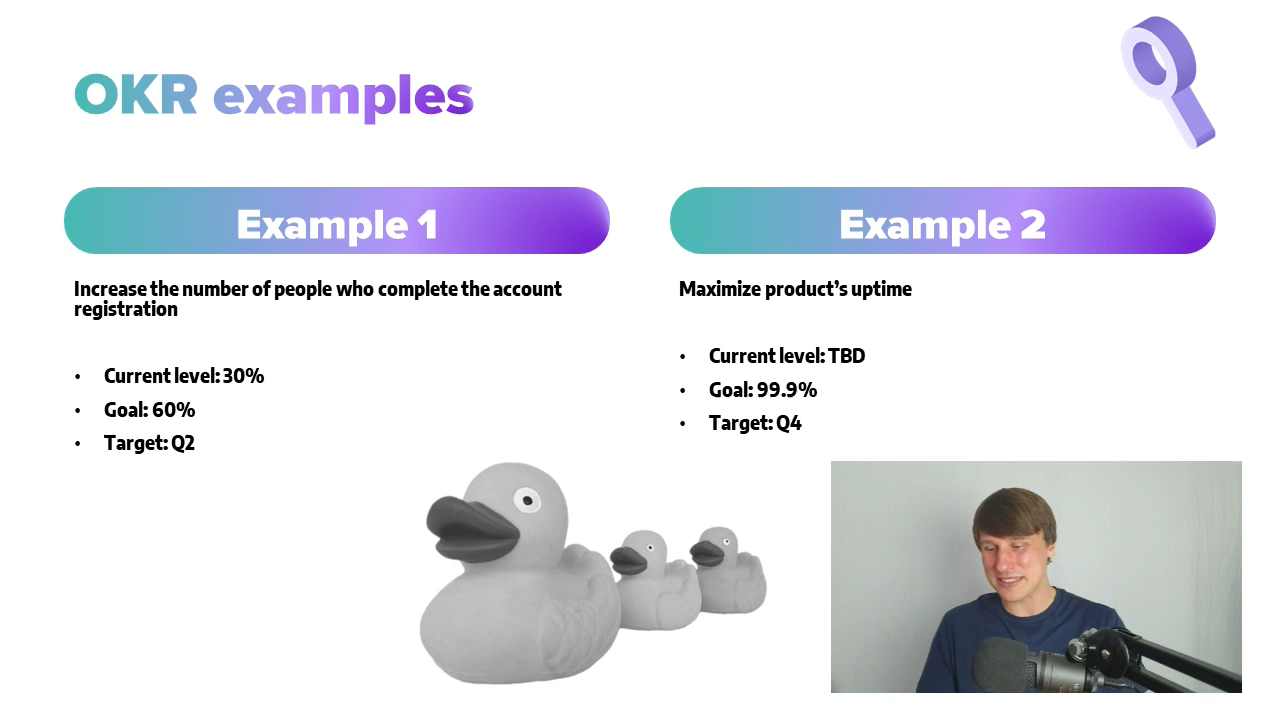 OKR examples
Example 1
Increase the number of people who complete the account
registration
• Current level: 30%
• Goal: 60%
• Target: Q2
Example 2
Maximize product’s uptime
• Current level: TBD
• Goal: 99.9%
• Target: Q4